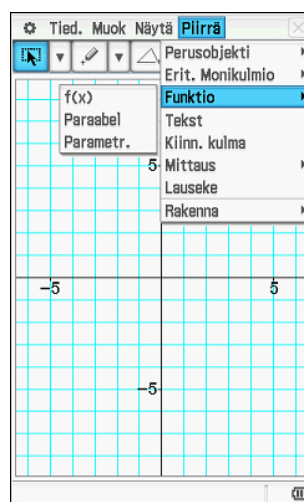 Tied. Muok Näytä Piirrä
Perusobjekti
Erit. Monikulmio
Funktio
f(x)
Paraabel
Parametr.
Tekst
Kiinn. kulma
Mittaus
Lauseke
Rakenna
5
-5
5
-5